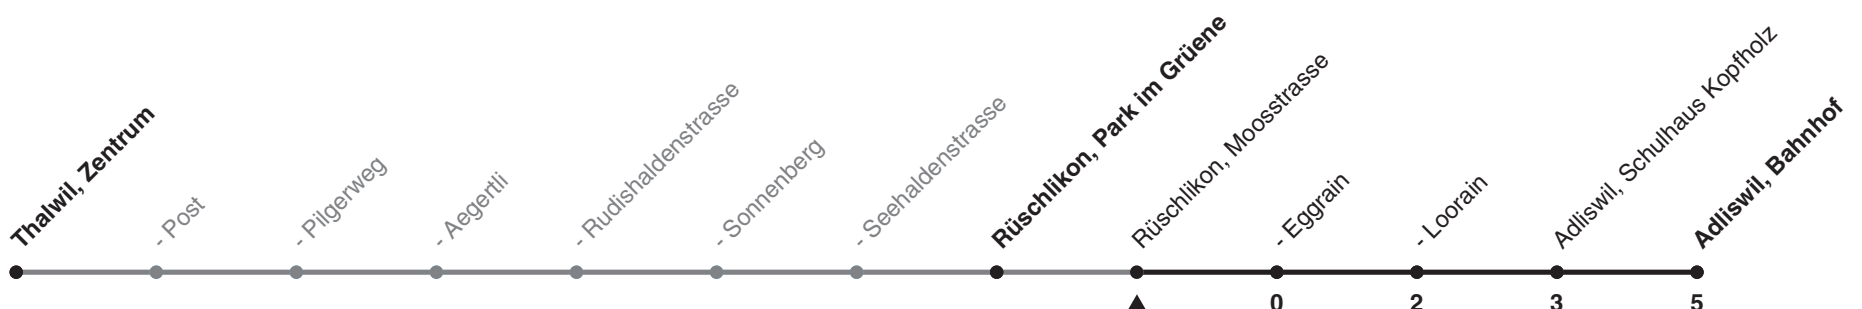 Thalwil, Zentrum
- Post
- Pilgerweg
- Aegertli
- Rudishaldenstrasse
- Sonnenberg
- Seehaldenstrasse
Rüschlikon, Park im Grüene
Rüschlikon, Moosstrasse
- Eggrain
- Loorain
Adliswil, Schulhaus Kopfholz
Adliswil, Bahnhof
0 2 3 5